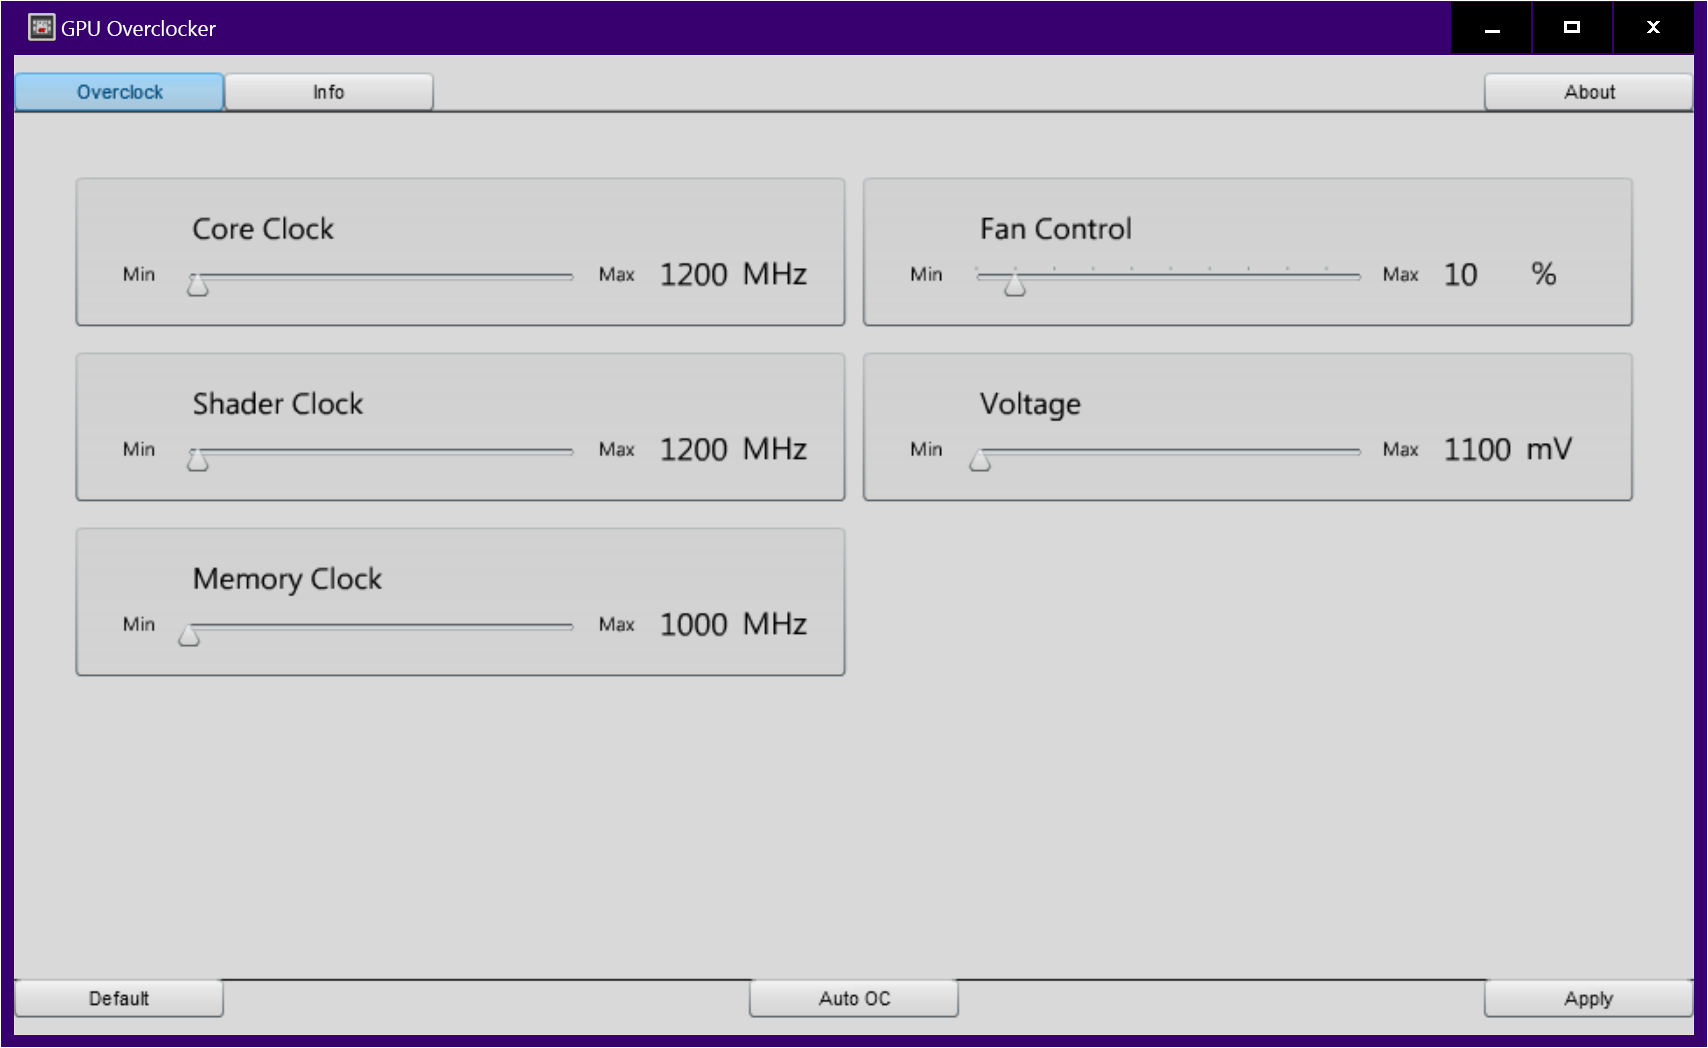 GPU Overclocker
Overclock Info About
Core Clock
Min Max 1200 MHz
Fan Control
Min Max 10 %
Shader Clock
Min Max 1200 MHz
Voltage
Min Max 1100 mV
Memory Clock
Min Max 1000 MHz
Default Auto OC Apply